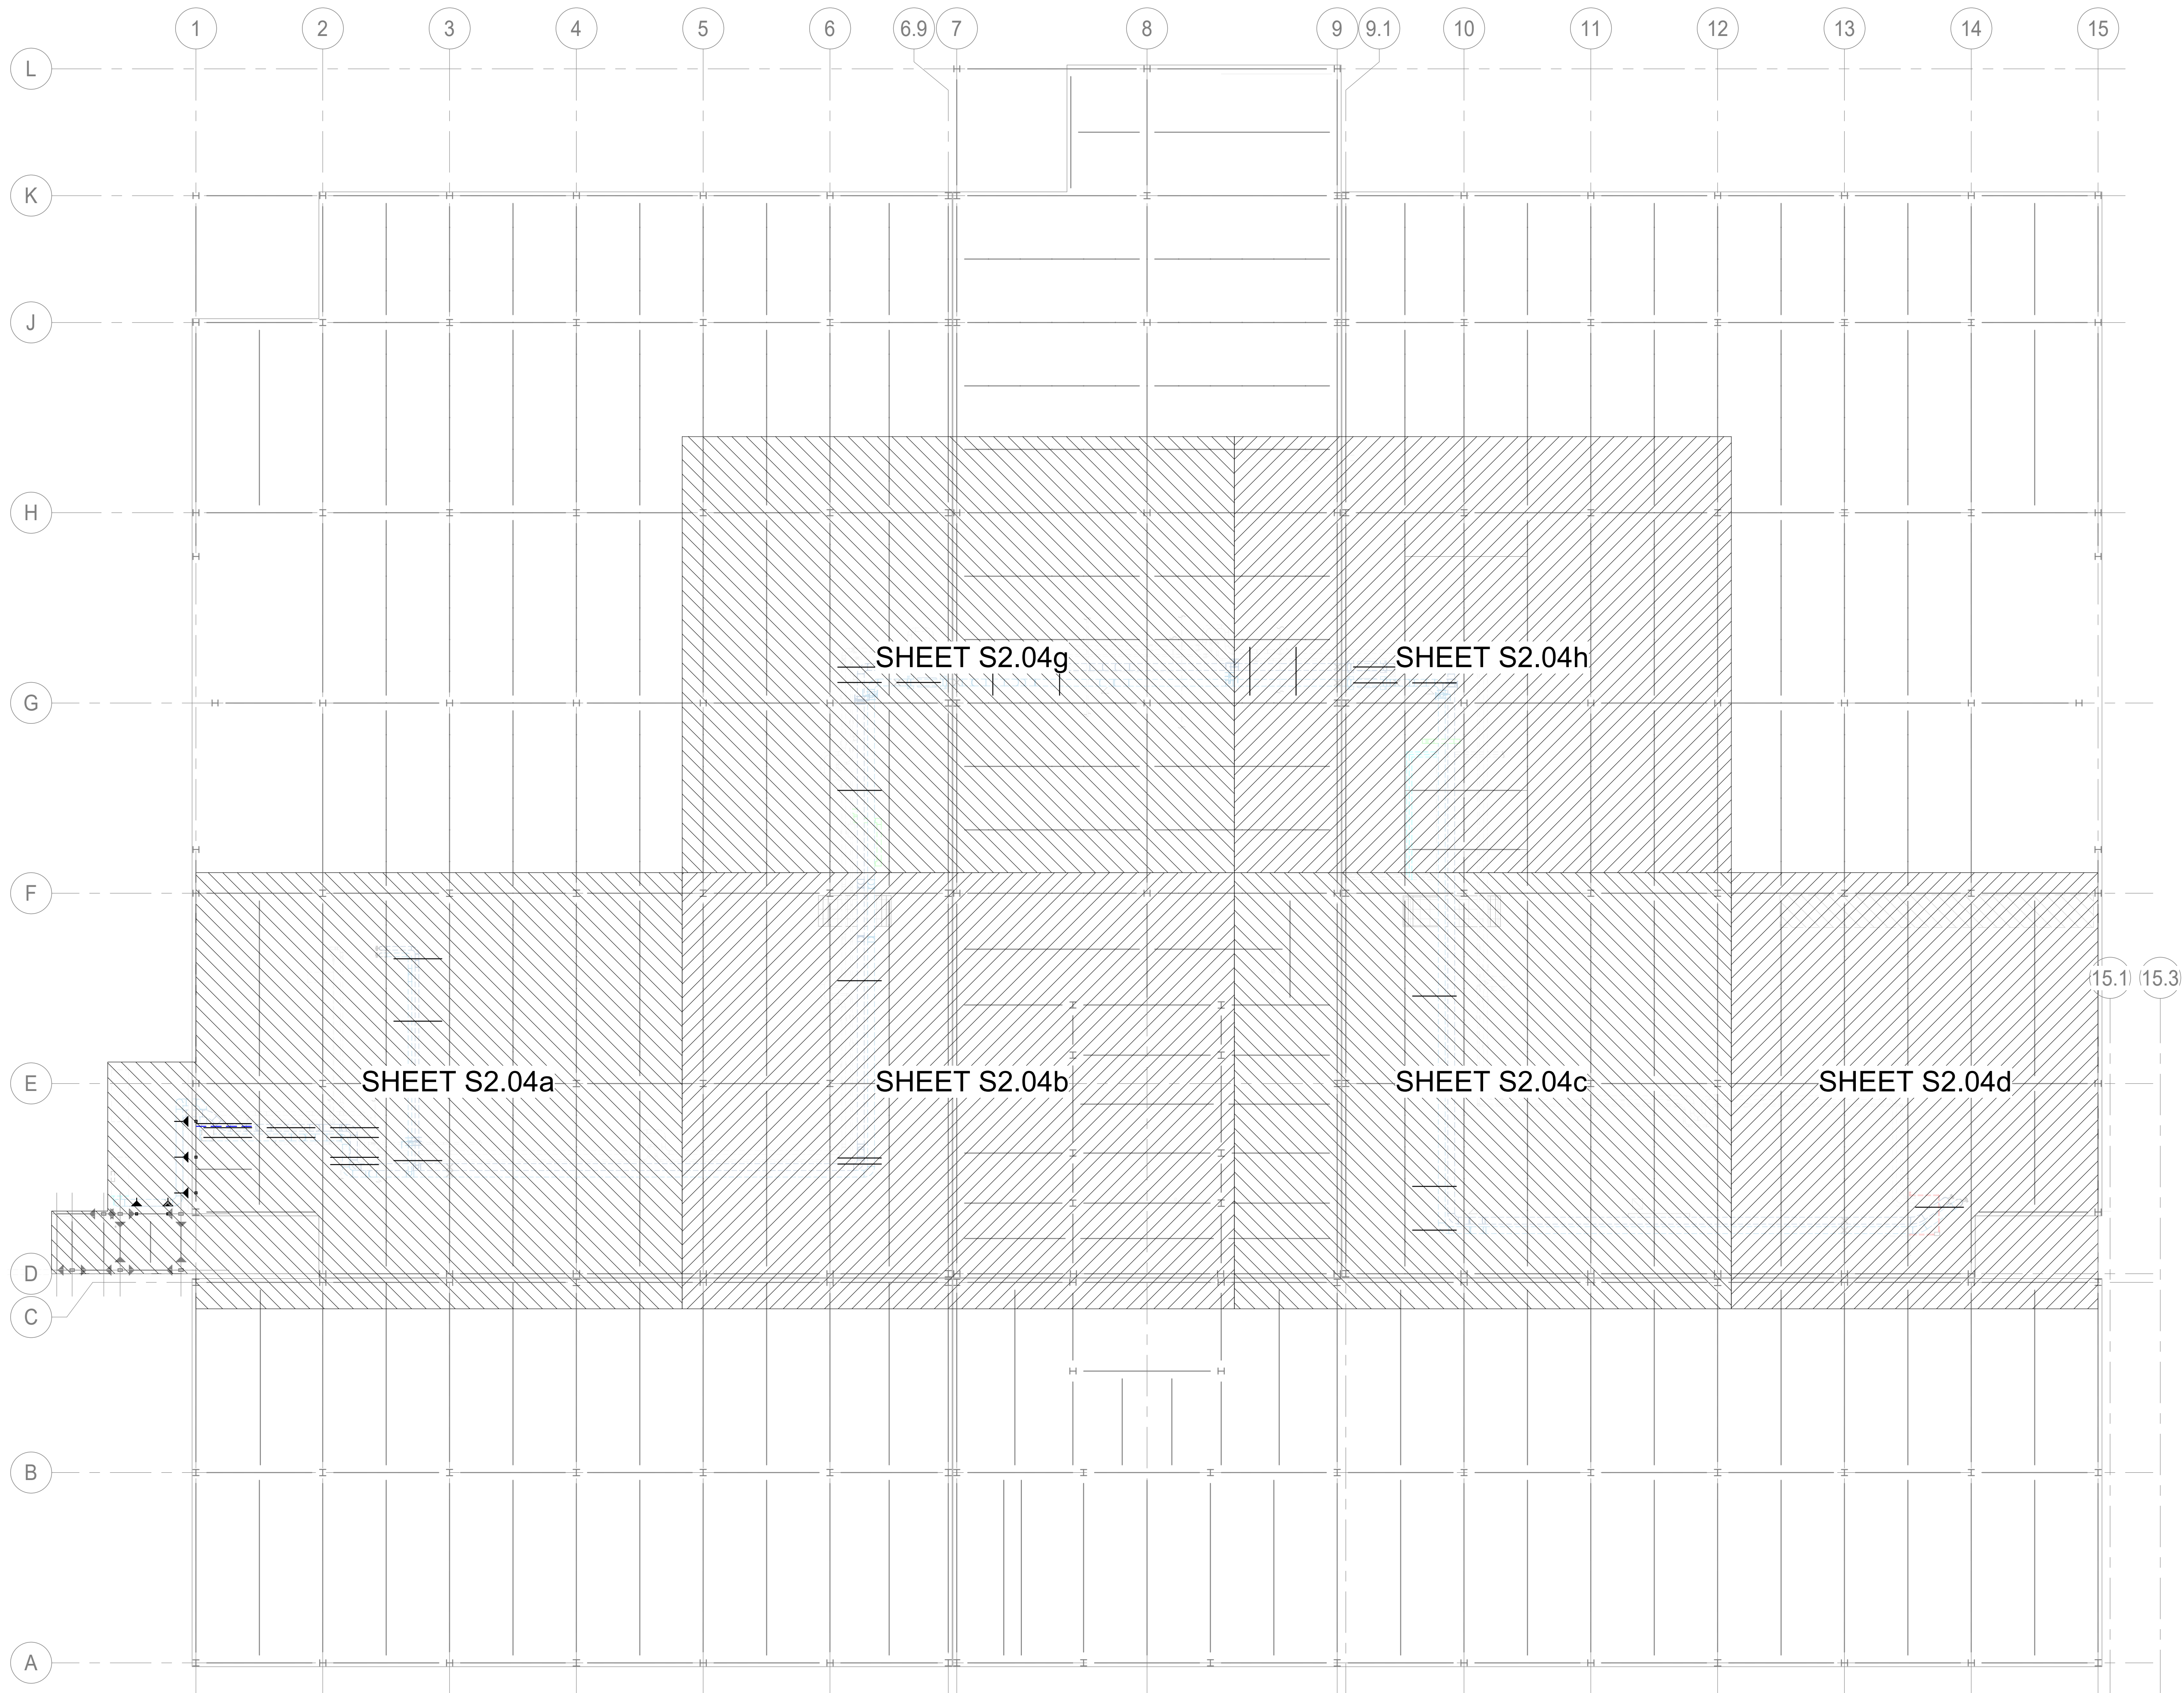 1 2 3 4 5 6 6.9 7 8 9 9.1 10 11 12 13 14 15
L
K
J
H
SHEET S2.04g SHEET S2.04h
G
F
15.1 15.3
E SHEET S2.04a SHEET S2.04b SHEET S2.04c SHEET S2.04d
D
C
B
A